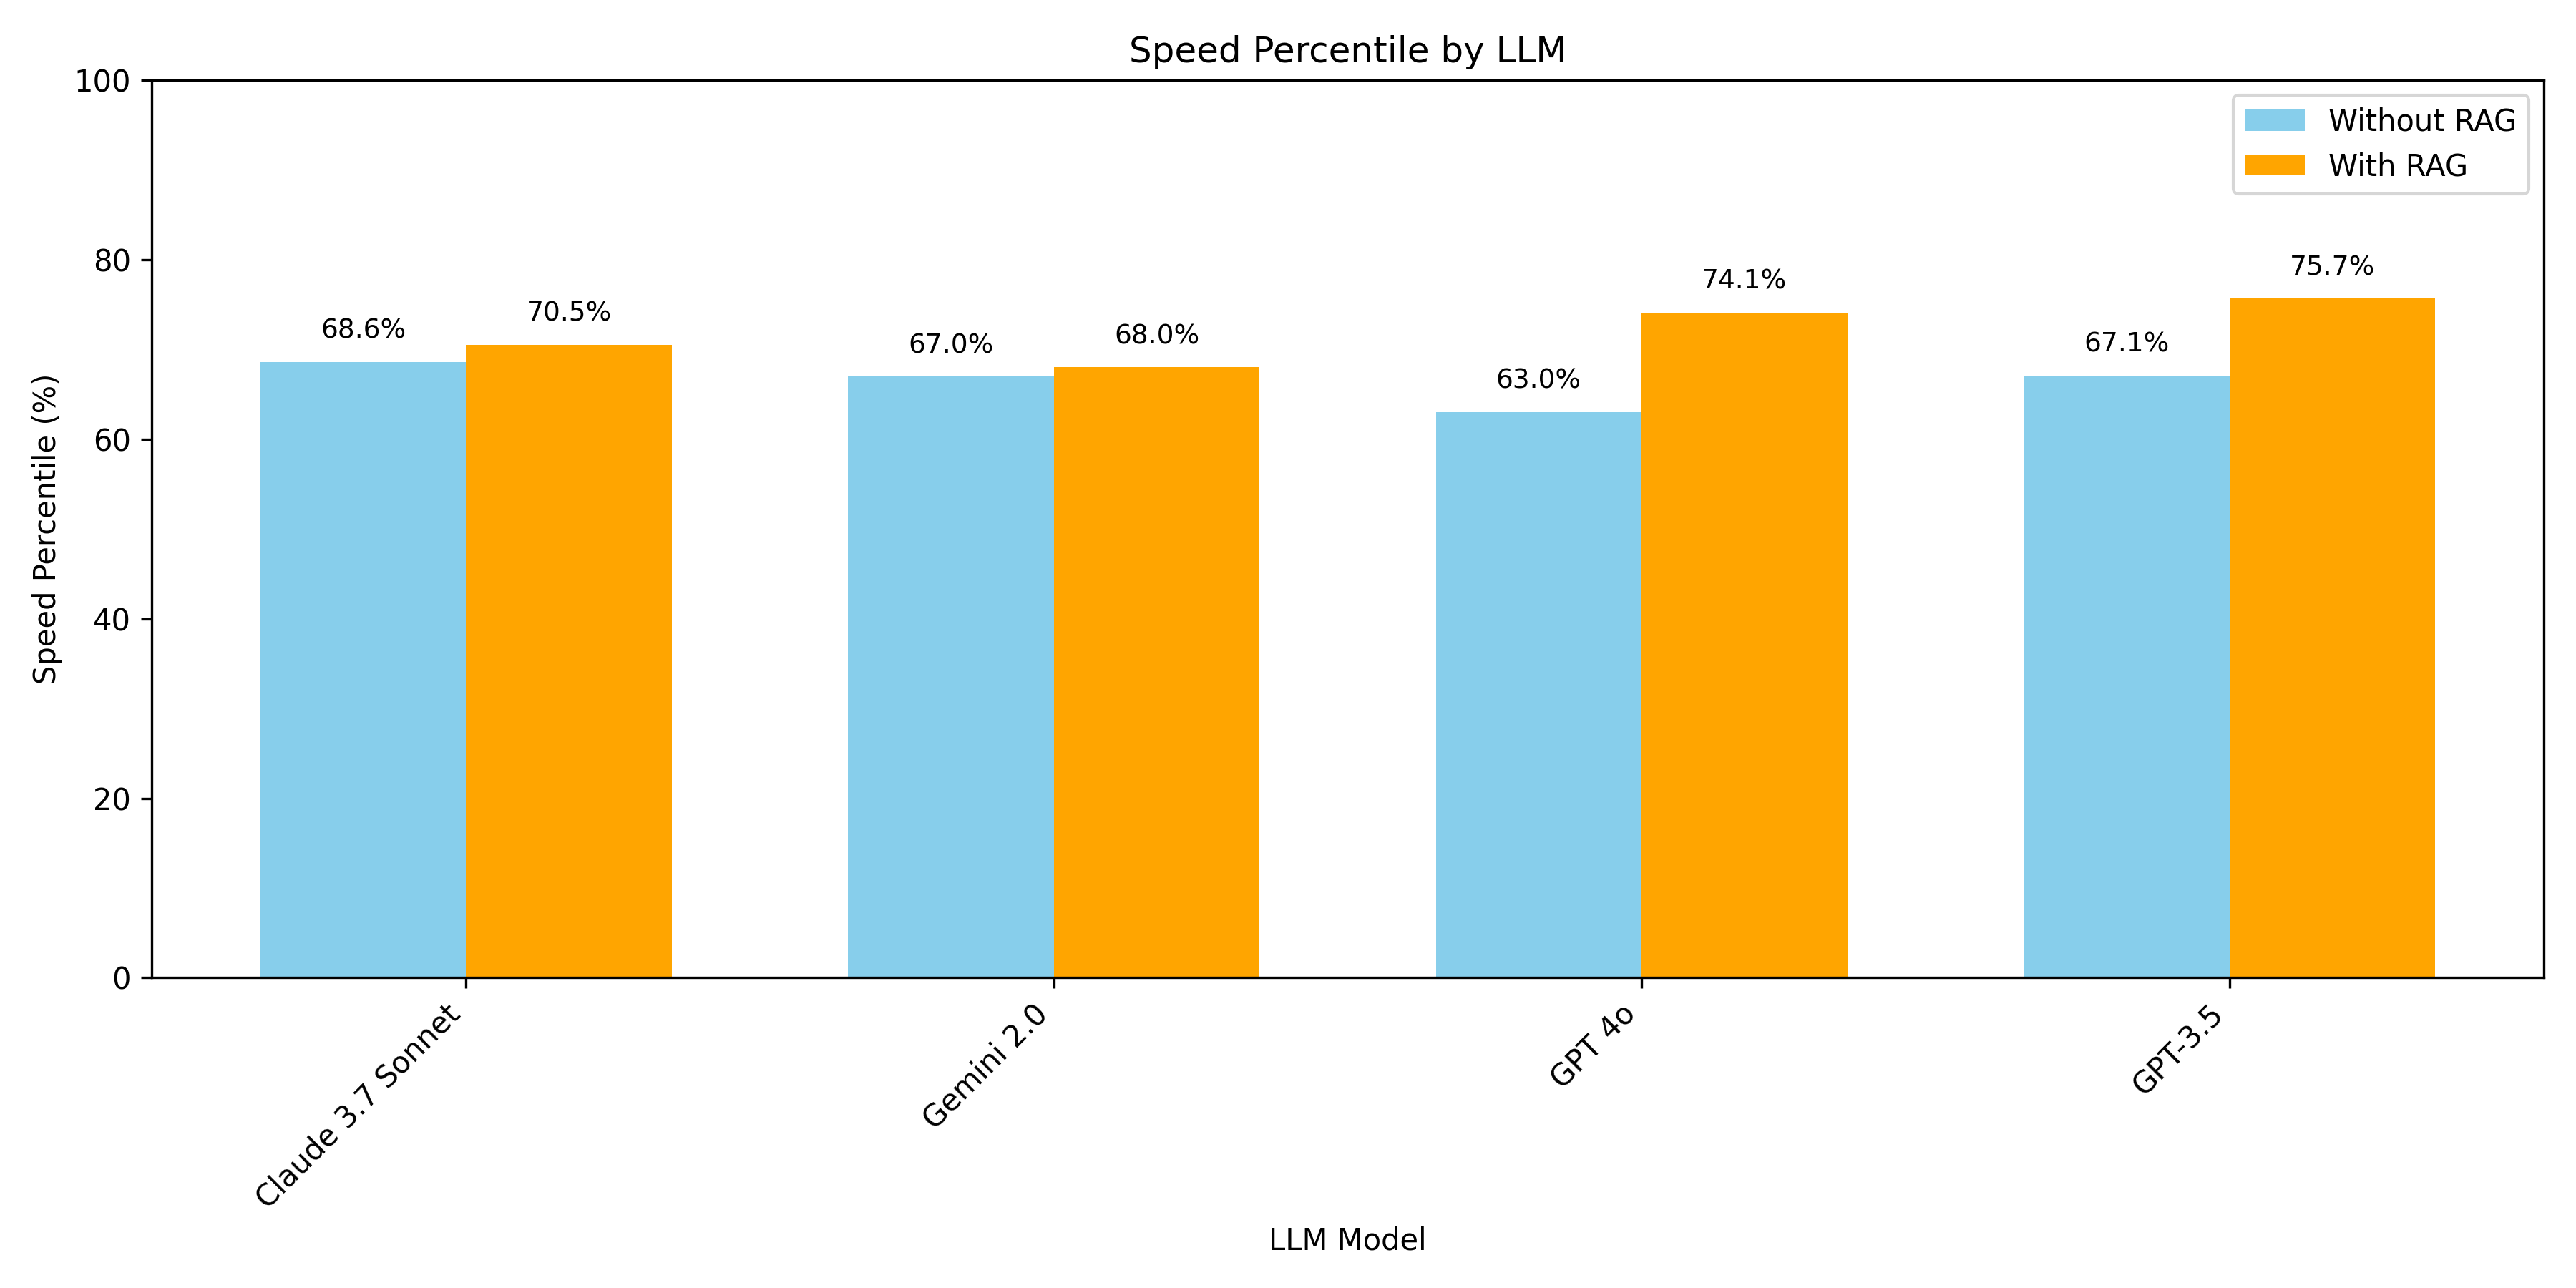 Speed Percentile by LLM
Without RAG
With RAG
Speed Percentile (%)
100
80
60
40
20
0
68.6%
70.5%
67.0%
68.0%
63.0%
74.1%
67.1%
75.7%
Claude 3.7 Sonnet
Gemini 2.0
GPT 4o
GPT-3.5
LLM Model